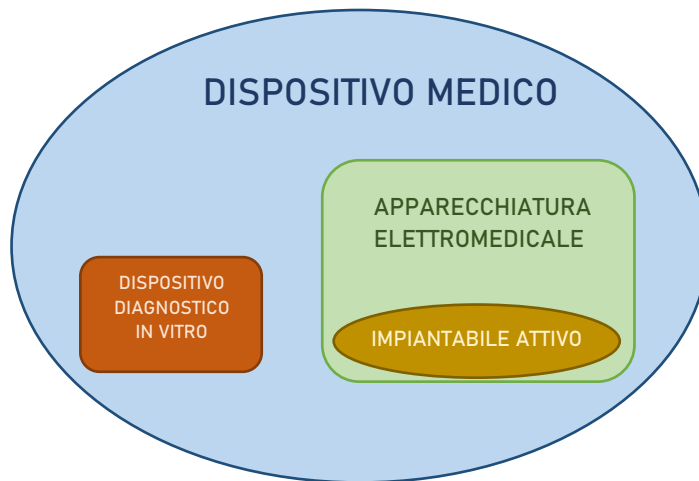 DISPOSITIVO MEDICO
APPARECCHIATURA
ELETTROMEDICALE
DISPOSITIVO
DIAGNOSTICO
IN VITRO
IMPIANTABILE ATTIVO